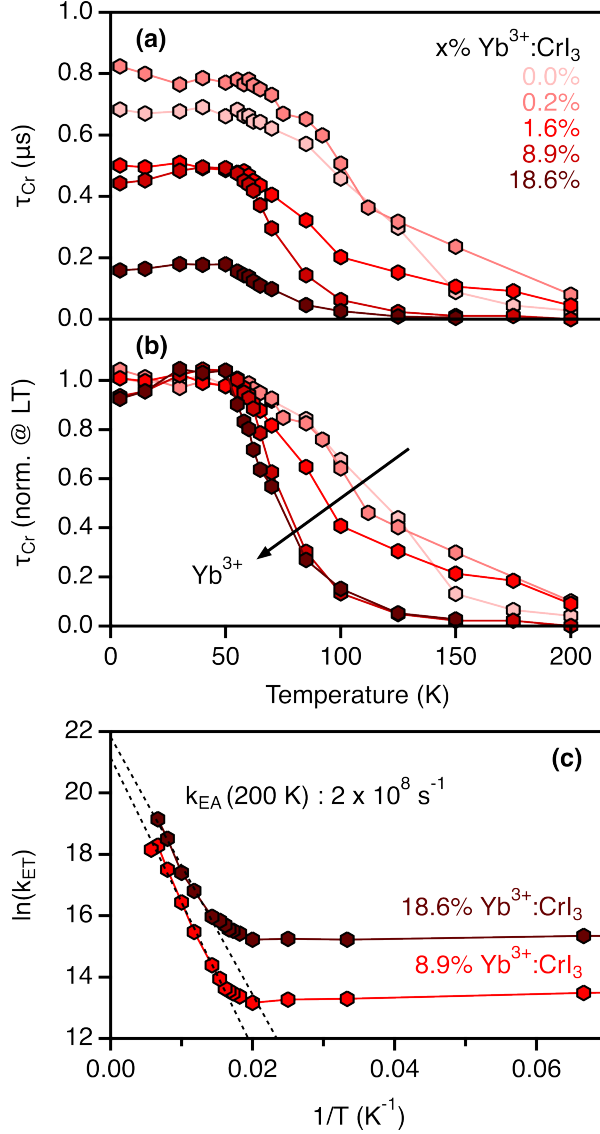 (a)
x% Yb³⁺:CrI₃
0.0%
0.2%
1.6%
8.9%
18.6%
1.0
0.8
0.6
0.4
0.2
0.0
τCr (μs)
(b)
1.0
0.8
0.6
0.4
0.2
0.0
τCr (norm. @ LT)
Yb³⁺
0 50 100 150 200
Temperature (K)
(c)
22
20
18
16
14
12
ln(kET)
kEA (200 K) : 2 x 10⁸ s⁻¹
18.6% Yb³⁺:CrI₃
8.9% Yb³⁺:CrI₃
0.00 0.02 0.04 0.06
1/T (K⁻¹)